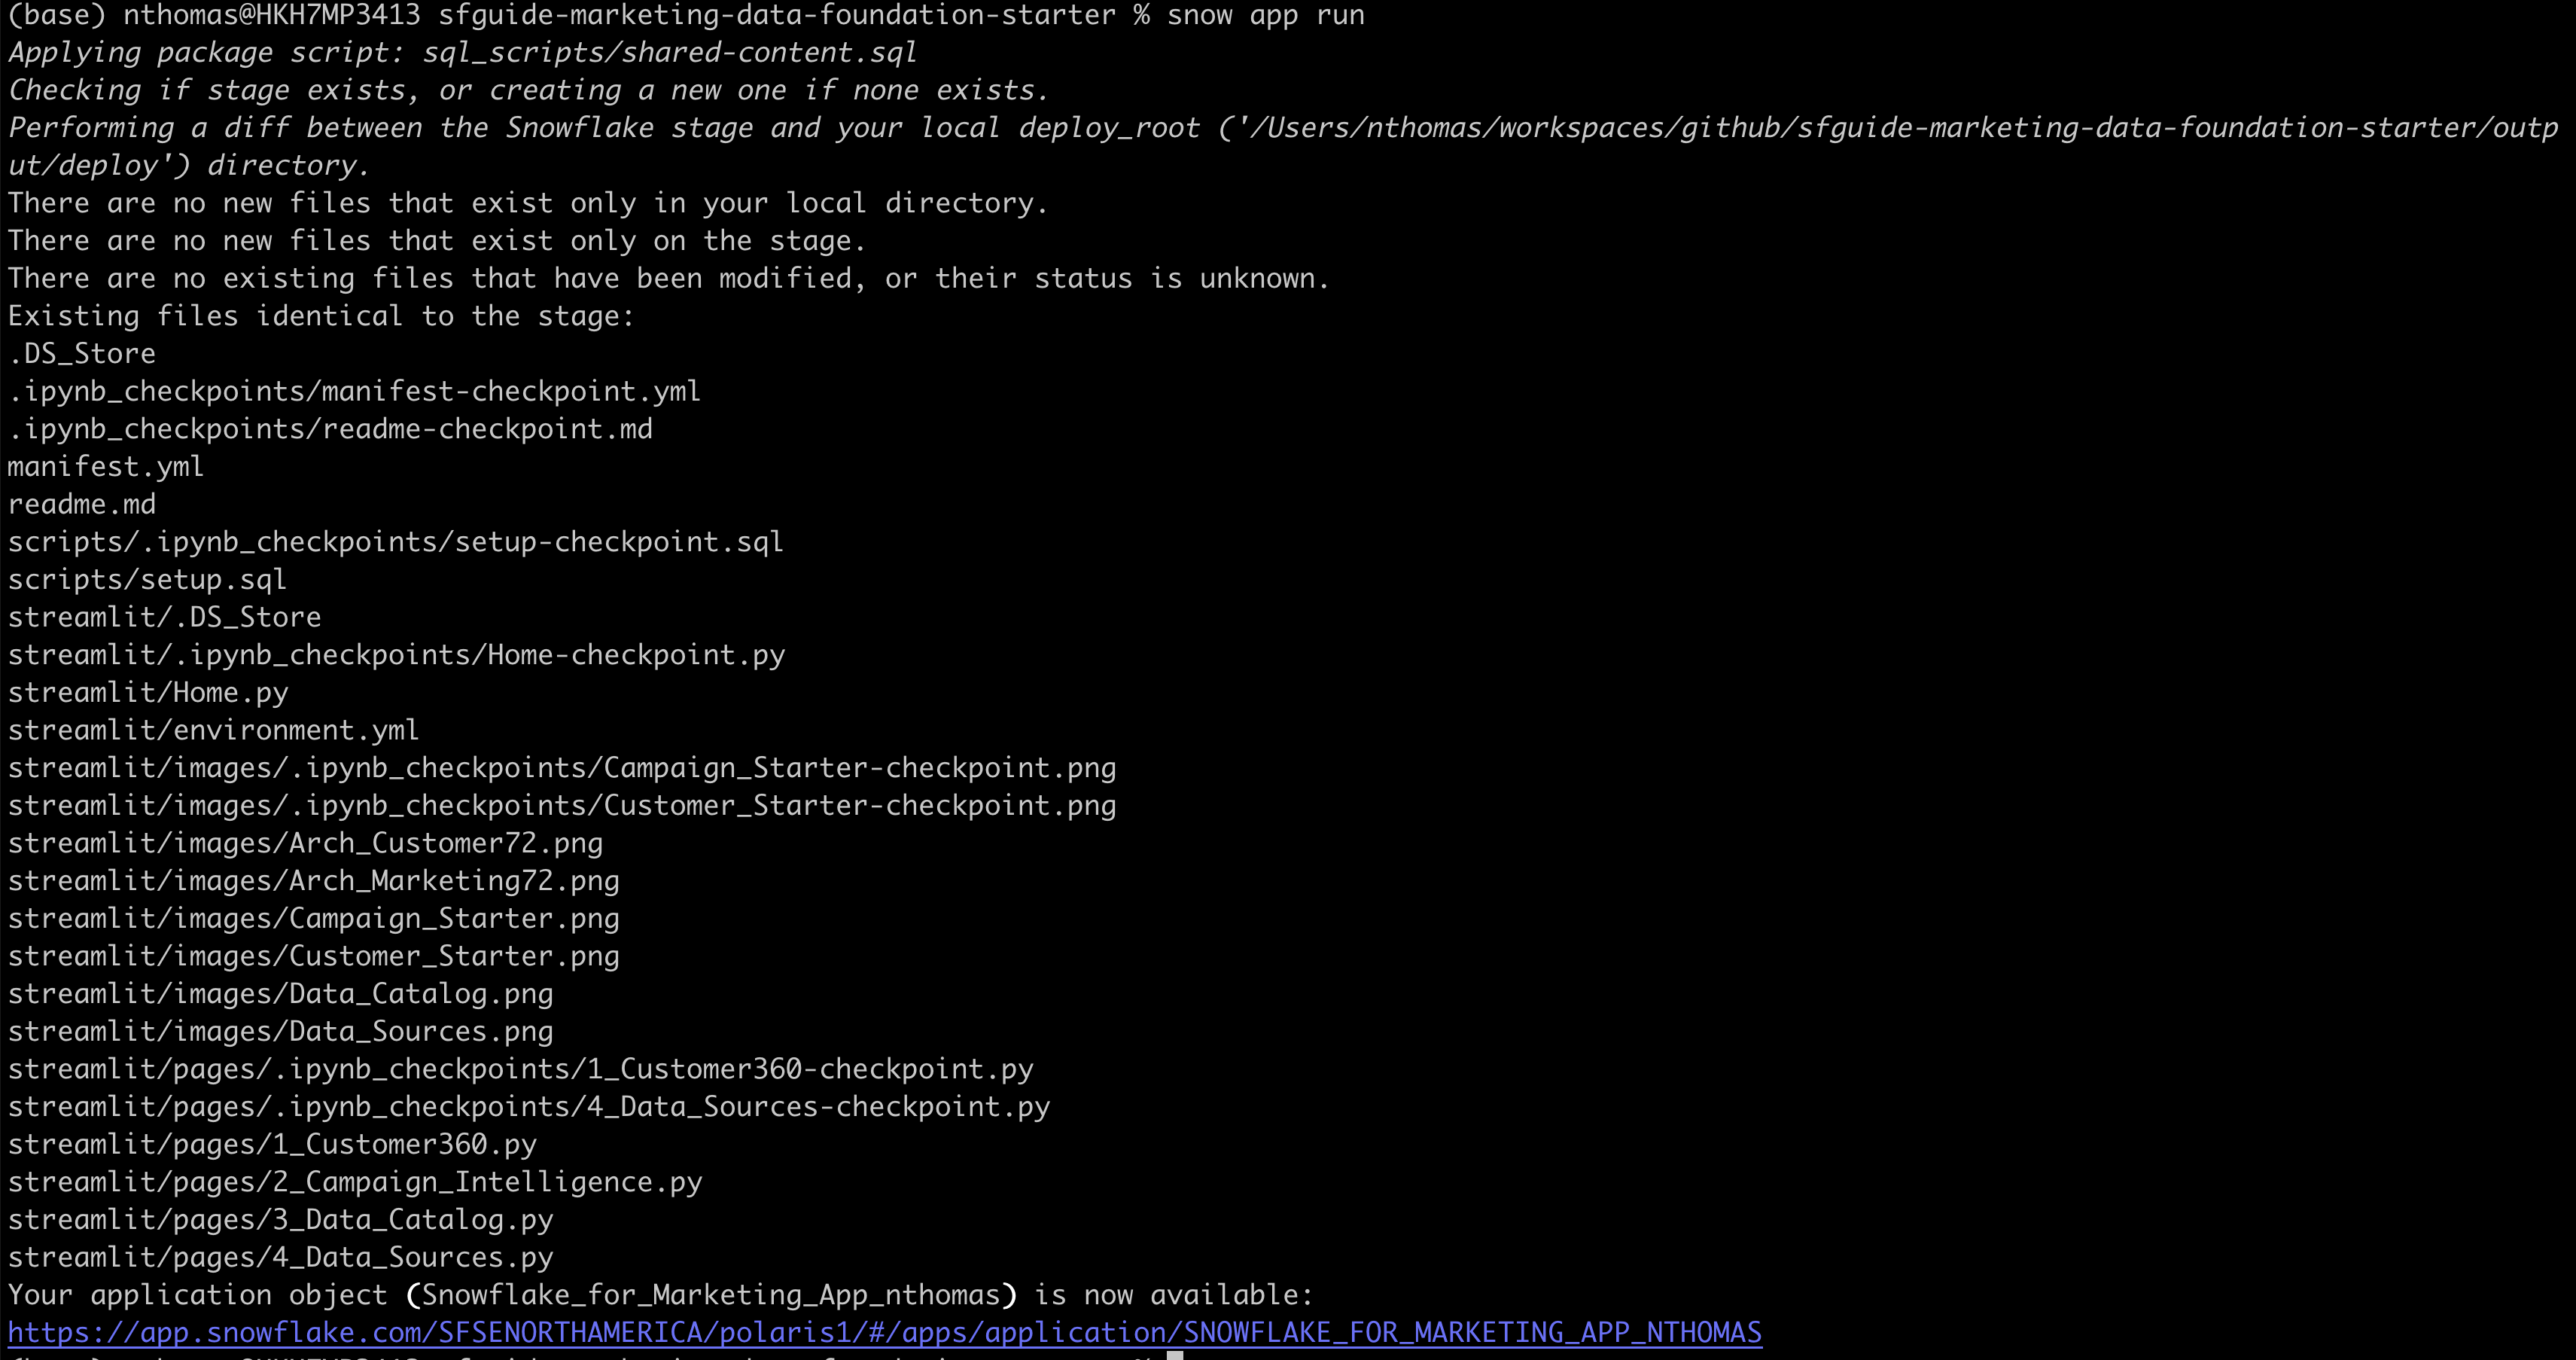 (base) nthomas@HKH7MP3413 sfguide-marketing-data-foundation-starter % snow app run
Applying package script: sql_scripts/shared-content.sql
Checking if stage exists, or creating a new one if none exists.
Performing a diff between the Snowflake stage and your local deploy_root ('/Users/nthomas/workspaces/github/sfguide-marketing-data-foundation-starter/outp
ut/deploy') directory.
There are no new files that exist only in your local directory.
There are no new files that exist only on the stage.
There are no existing files that have been modified, or their status is unknown.
Existing files identical to the stage:
.DS_Store
.ipynb_checkpoints/manifest-checkpoint.yml
.ipynb_checkpoints/readme-checkpoint.md
manifest.yml
readme.md
scripts/.ipynb_checkpoints/setup-checkpoint.sql
scripts/setup.sql
streamlit/.DS_Store
streamlit/.ipynb_checkpoints/Home-checkpoint.py
streamlit/Home.py
streamlit/environment.yml
streamlit/images/.ipynb_checkpoints/Campaign_Starter-checkpoint.png
streamlit/images/.ipynb_checkpoints/Customer_Starter-checkpoint.png
streamlit/images/Arch_Customer72.png
streamlit/images/Arch_Marketing72.png
streamlit/images/Campaign_Starter.png
streamlit/images/Customer_Starter.png
streamlit/images/Data_Catalog.png
streamlit/images/Data_Sources.png
streamlit/pages/.ipynb_checkpoints/1_Customer360-checkpoint.py
streamlit/pages/.ipynb_checkpoints/4_Data_Sources-checkpoint.py
streamlit/pages/1_Customer360.py
streamlit/pages/2_Campaign_Intelligence.py
streamlit/pages/3_Data_Catalog.py
streamlit/pages/4_Data_Sources.py
Your application object (Snowflake_for_Marketing_App_nthomas) is now available:
https://app.snowflake.com/SFSENORTHAMERICA/polaris1/#/apps/application/SNOWFLAKE_FOR_MARKETING_APP_NTHOMAS